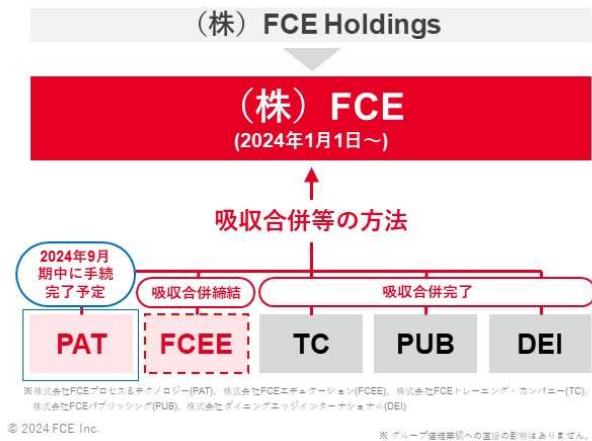 （株）FCE Holdings
（株）FCE
(2024年1月1日～)
吸収合併等の方法
2024年9月
期中に手続
完了予定
吸収合併締結
吸収合併完了
PAT
FCEE
TC
PUB
DEI
※株式会社FCEプロセス＆テクノロジー(PAT)、株式会社FCEエデュケーション(FCEE)、株式会社FCEトレーニング・カンパニー(TC)、
株式会社FCEパブリッシング(PUB)、株式会社ダイニングエッジインターナショナル(DEI)
© 2024 FCE Inc.
※ グループ連結業績への直接の影響はありません。